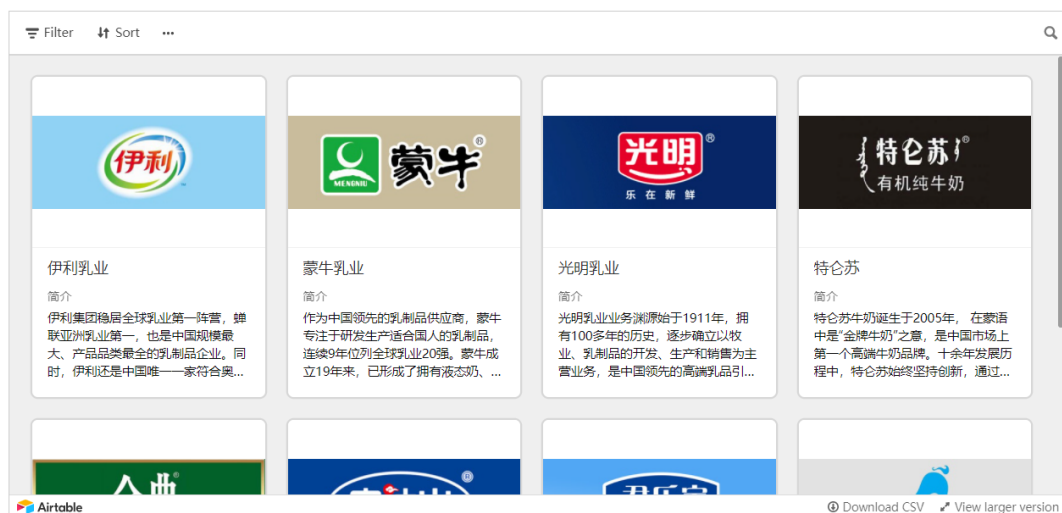 Filter Sort ...
伊利
MENGNIU
蒙牛®
光明®
乐在新鲜
特仑苏®
有机纯牛奶
伊利乳业
简介
伊利集团稳居全球乳业第一阵营，蝉
联亚洲乳业第一，也是中国规模最
大、产品品类最全的乳制品企业。同
时，伊利还是中国唯一一家符合奥...
蒙牛乳业
简介
作为中国领先的乳制品供应商，蒙牛
专注于研发生产适合国人的乳制品，
连续9年位列全球乳业20强。蒙牛成
立19年来，已形成了拥有液态奶、...
光明乳业
简介
光明乳业业务渊源始于1911年，拥
有100多年的历史，逐步确立以牧
业、乳制品的开发、生产和销售为主
营业务，是中国领先的高端乳品引...
特仑苏
简介
特仑苏牛奶诞生于2005年， 在蒙语
中是“金牌牛奶”之意，是中国市场上
第一个高端牛奶品牌。十余年发展历
程中，特仑苏始终坚持创新，通过...
君乐宝
Airtable
Download CSV View larger version